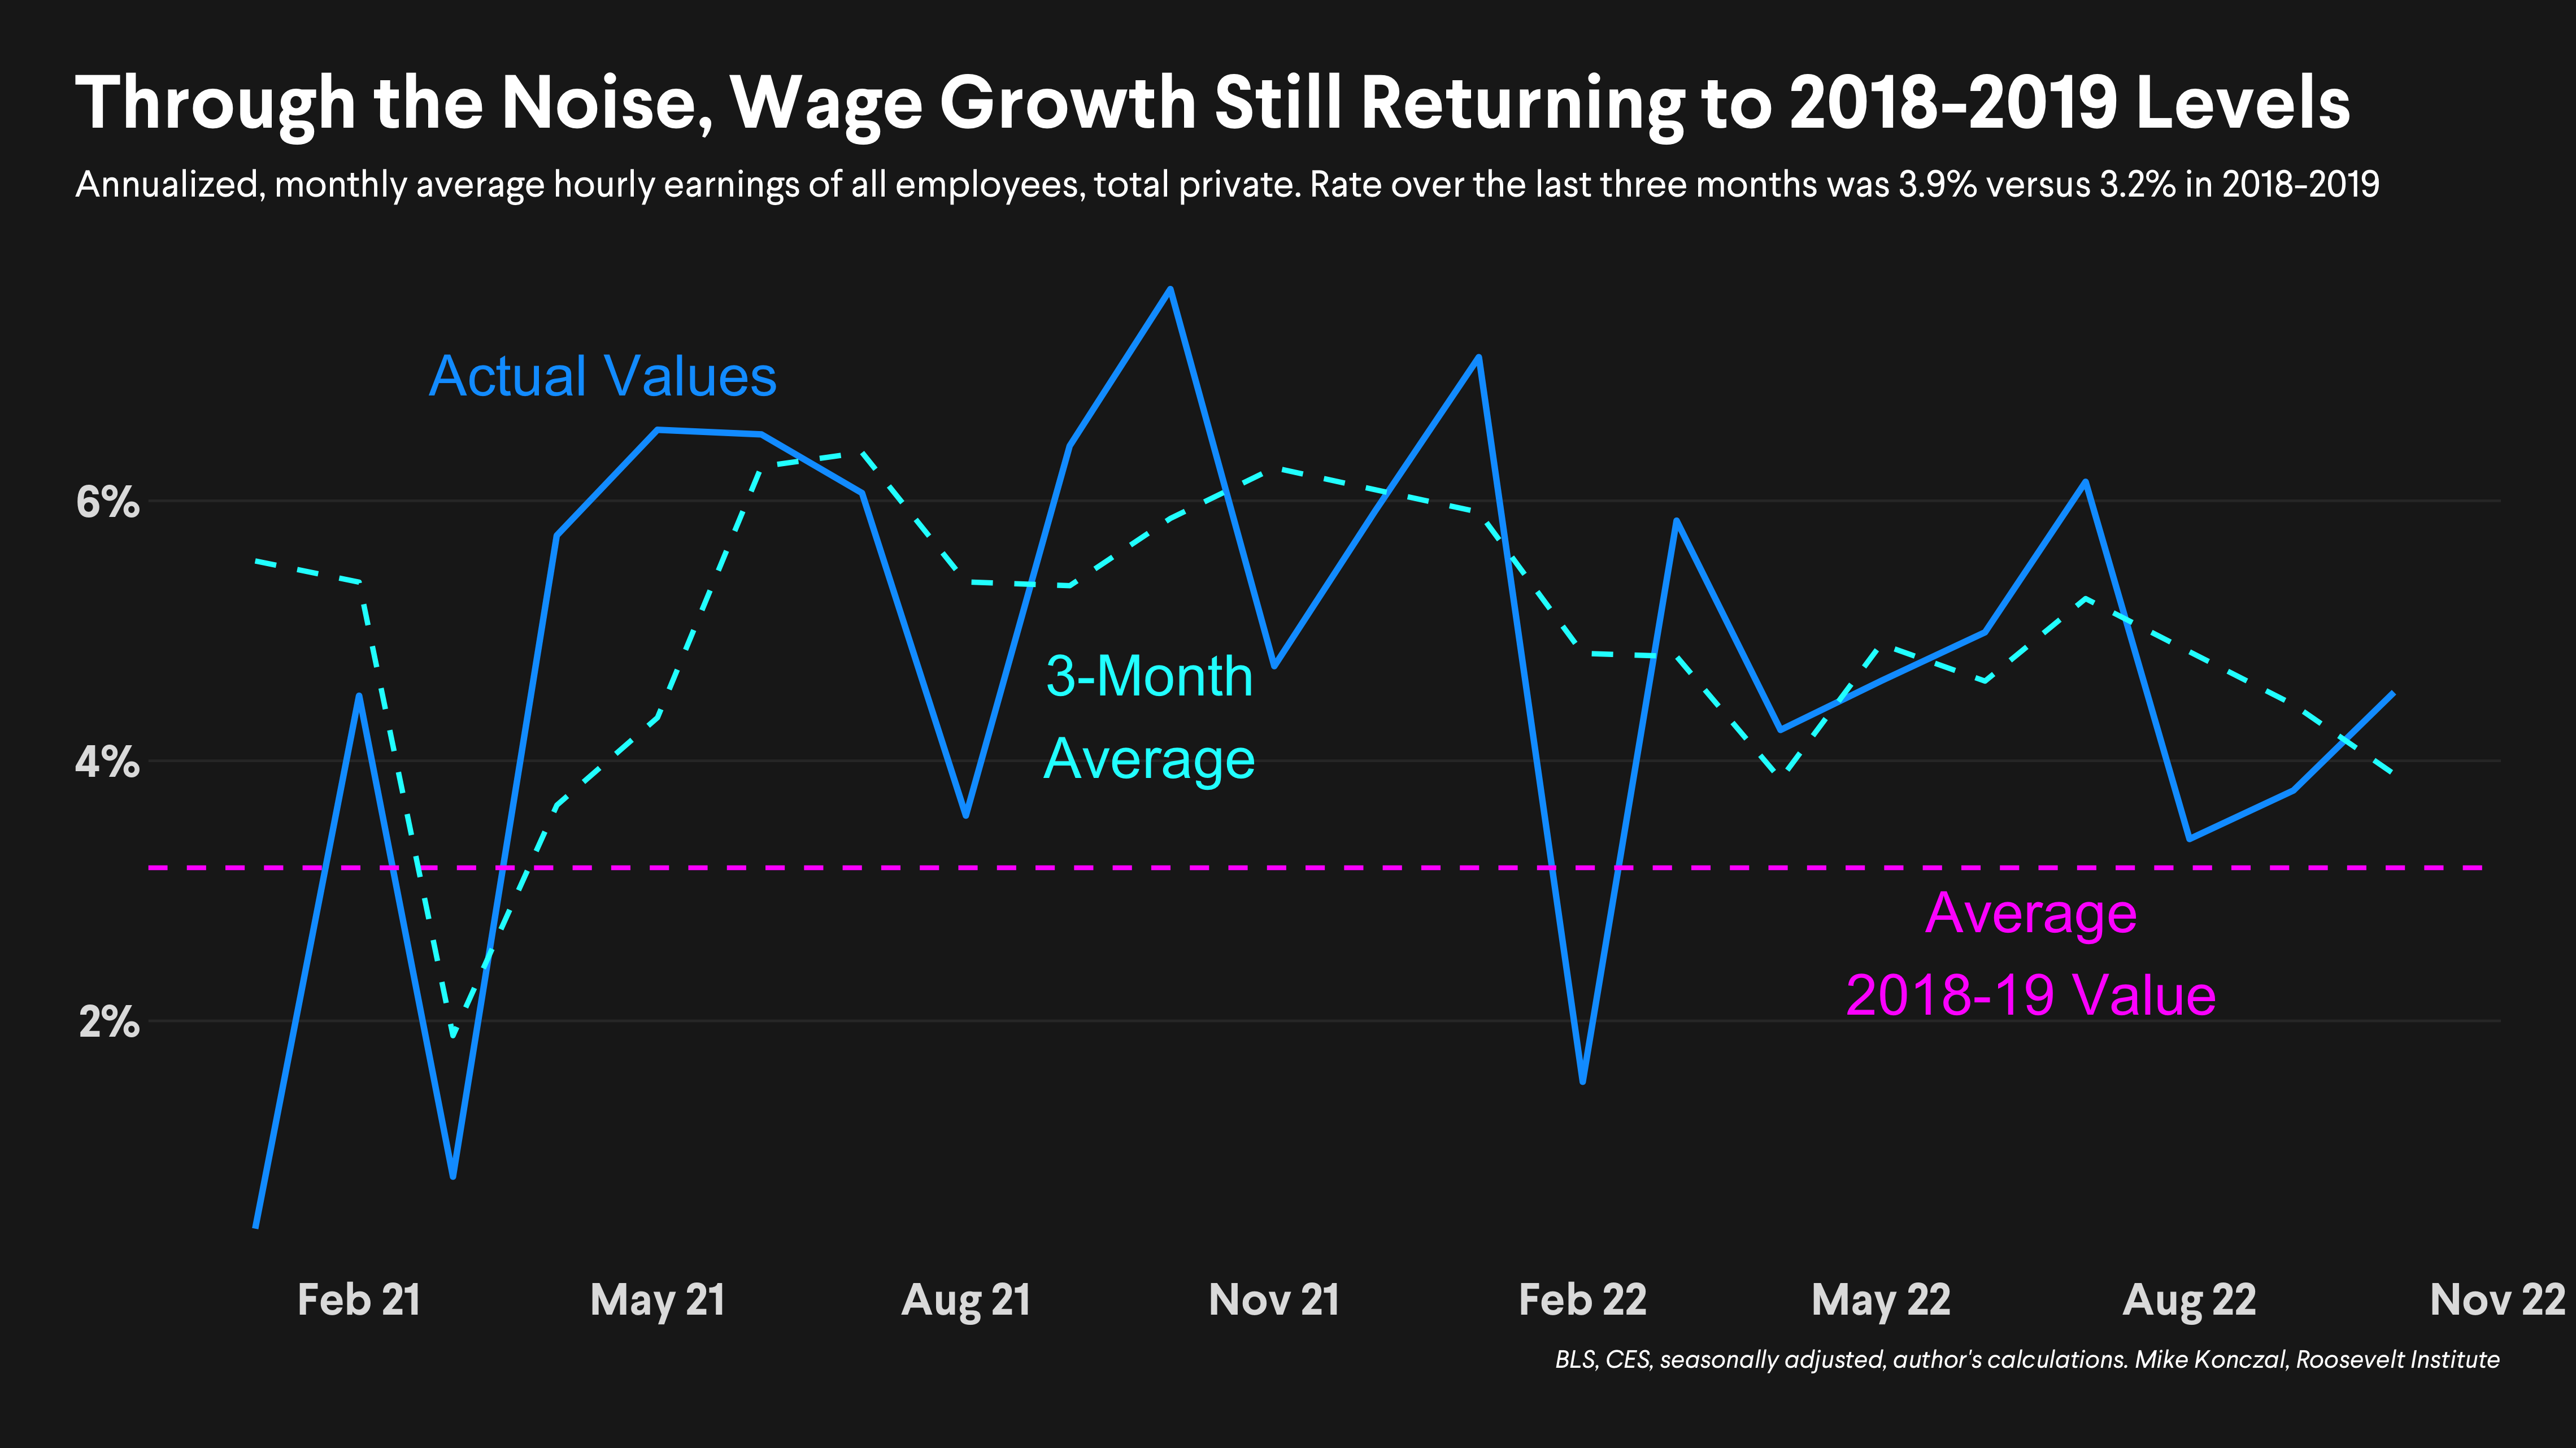 Through the Noise, Wage Growth Still Returning to 2018-2019 Levels
Annualized, monthly average hourly earnings of all employees, total private. Rate over the last three months was 3.9% versus 3.2% in 2018-2019
Actual Values
6%
3-Month
Average
4%
Average
2018-19 Value
2%
Feb 21
May 21
Aug 21
Nov 21
Feb 22
May 22
Aug 22
Nov 22
BLS, CES, seasonally adjusted, author's calculations. Mike Konczal, Roosevelt Institute